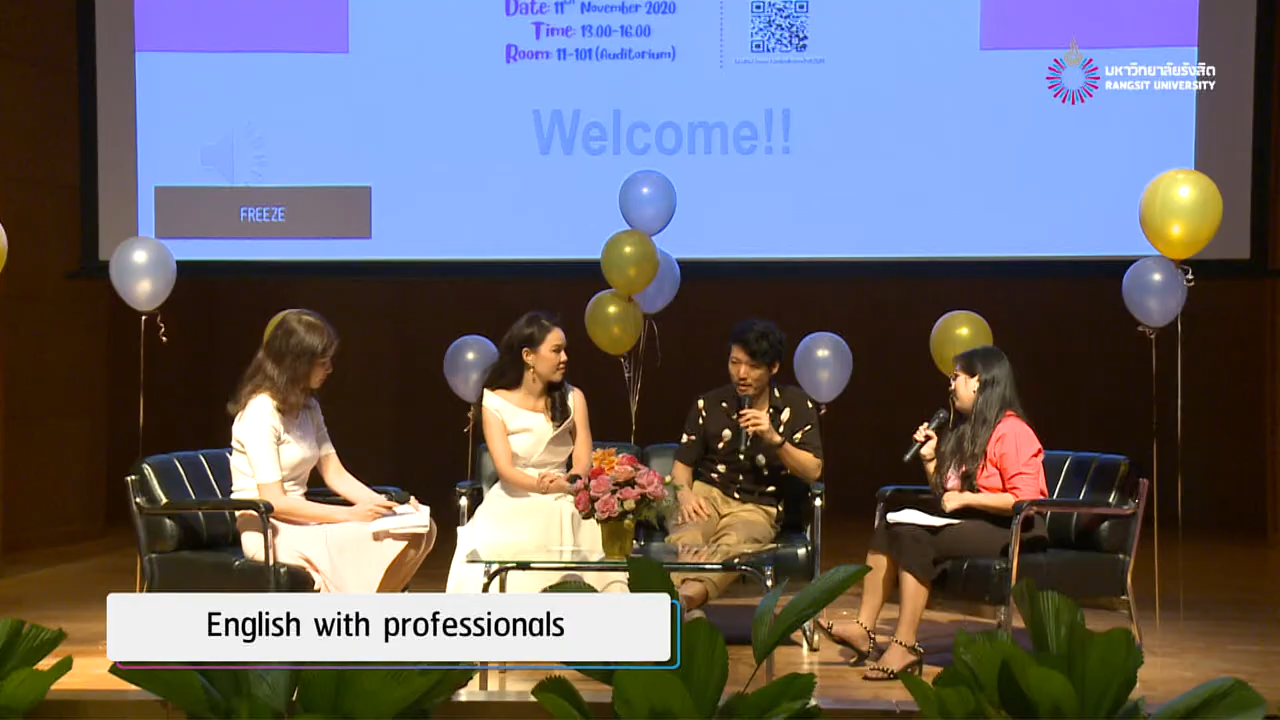 Date: 11th November 2020
Time: 13.00-16.00
Room: 11-101 (Auditorium)
มหาวิทยาลัยรังสิต
RANGSIT UNIVERSITY
Welcome!!
FREEZE
English with professionals